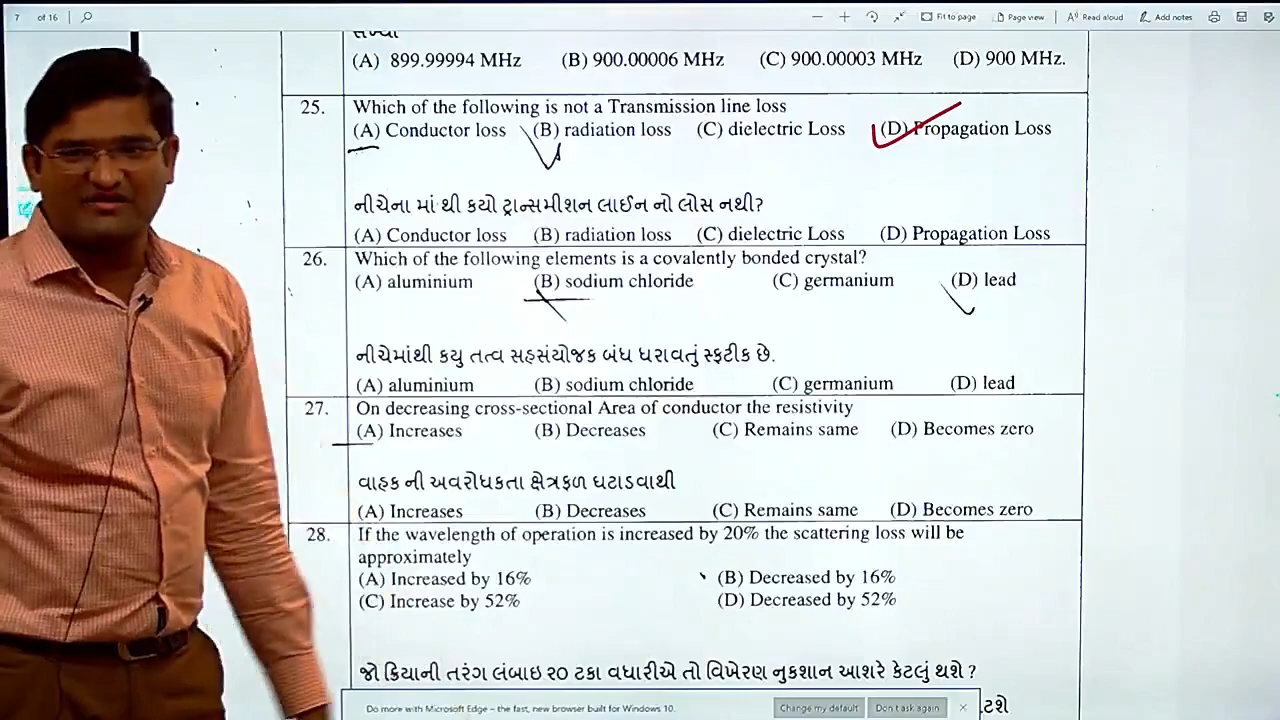 7 of 16 Fit to page Page view Read aloud Add notes
(A) 899.99994 MHz (B) 900.00006 MHz (C) 900.00003 MHz (D) 900 MHz.
25. Which of the following is not a Transmission line loss
(A) Conductor loss (B) radiation loss (C) dielectric Loss (D) Propagation Loss
નીચેના માં થી કયો ટ્રાન્સમીશન લાઈન નો લોસ નથી?
(A) Conductor loss (B) radiation loss (C) dielectric Loss (D) Propagation Loss
26. Which of the following elements is a covalently bonded crystal?
(A) aluminium (B) sodium chloride (C) germanium (D) lead
નીચેમાંથી કયુ તત્વ સહસંયોજક બંધ ધરાવતું સ્ફટીક છે.
(A) aluminium (B) sodium chloride (C) germanium (D) lead
27. On decreasing cross-sectional Area of conductor the resistivity
(A) Increases (B) Decreases (C) Remains same (D) Becomes zero
વાહક ની અવરોધકતા ક્ષેત્રફળ ઘટાડવાથી
(A) Increases (B) Decreases (C) Remains same (D) Becomes zero
28. If the wavelength of operation is increased by 20% the scattering loss will be
approximately
(A) Increased by 16% (B) Decreased by 16%
(C) Increase by 52% (D) Decreased by 52%
જો ક્રિયાની તરંગ લંબાઇ ૨૦ ટકા વધારીએ તો વિખેરણ નુકશાન આશરે કેટલું થશે ?
Do more with Microsoft Edge – the fast, new browser built for Windows 10. Change my default Don't ask again